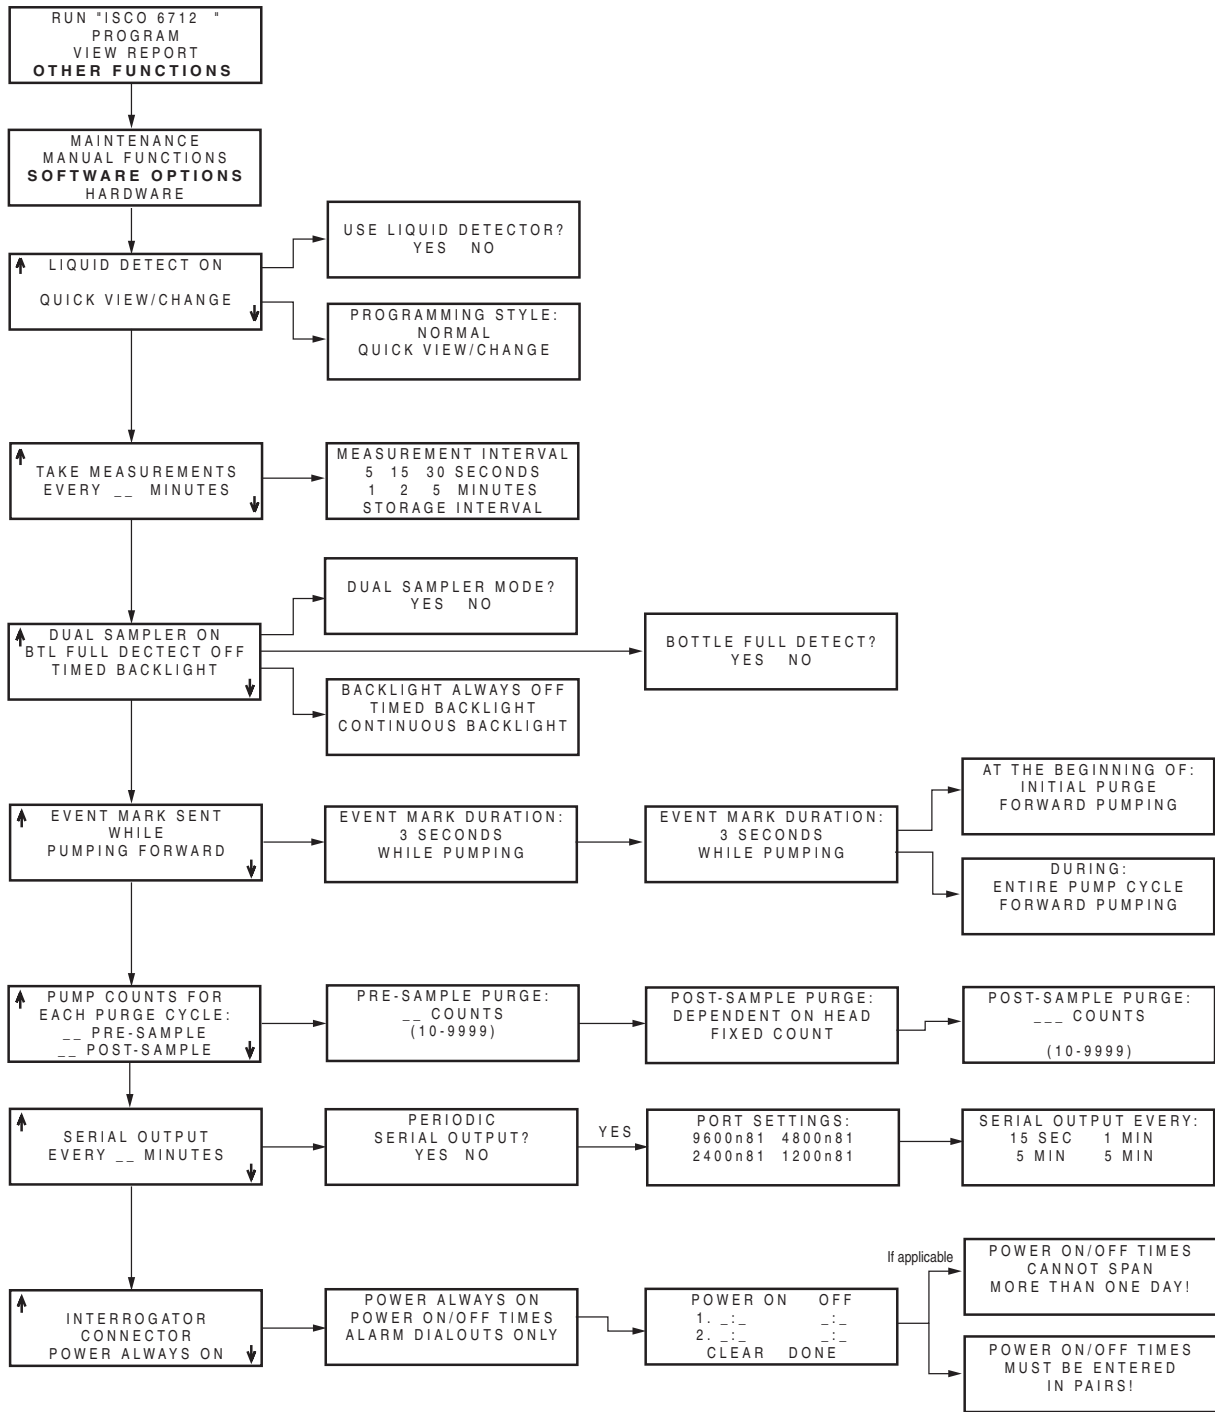 RUN "ISCO 6712 "
PROGRAM
VIEW REPORT
OTHER FUNCTIONS
MAINTENANCE
MANUAL FUNCTIONS
SOFTWARE OPTIONS
HARDWARE
LIQUID DETECT ON
QUICK VIEW/CHANGE
USE LIQUID DETECTOR?
YES NO
PROGRAMMING STYLE:
NORMAL
QUICK VIEW/CHANGE
TAKE MEASUREMENTS
EVERY __ MINUTES
MEASUREMENT INTERVAL
5 15 30 SECONDS
1 2 5 MINUTES
STORAGE INTERVAL
DUAL SAMPLER ON
BTL FULL DECTECT OFF
TIMED BACKLIGHT
DUAL SAMPLER MODE?
YES NO
BOTTLE FULL DETECT?
YES NO
BACKLIGHT ALWAYS OFF
TIMED BACKLIGHT
CONTINUOUS BACKLIGHT
EVENT MARK SENT
WHILE
PUMPING FORWARD
EVENT MARK DURATION:
3 SECONDS
WHILE PUMPING
EVENT MARK DURATION:
3 SECONDS
WHILE PUMPING
AT THE BEGINNING OF:
INITIAL PURGE
FORWARD PUMPING
DURING:
ENTIRE PUMP CYCLE
FORWARD PUMPING
PUMP COUNTS FOR
EACH PURGE CYCLE:
__ PRE-SAMPLE
__ POST-SAMPLE
PRE-SAMPLE PURGE:
__ COUNTS
(10-9999)
POST-SAMPLE PURGE:
DEPENDENT ON HEAD
FIXED COUNT
POST-SAMPLE PURGE:
___ COUNTS
(10-9999)
SERIAL OUTPUT
EVERY __ MINUTES
PERIODIC
SERIAL OUTPUT?
YES NO
YES
PORT SETTINGS:
9600n81 4800n81
2400n81 1200n81
SERIAL OUTPUT EVERY:
15 SEC 1 MIN
5 MIN 5 MIN
INTERROGATOR
CONNECTOR
POWER ALWAYS ON
POWER ALWAYS ON
POWER ON/OFF TIMES
ALARM DIALOUTS ONLY
POWER ON OFF
1. _:_ _:_
2. _:_ _:_
CLEAR DONE
If applicable
POWER ON/OFF TIMES
CANNOT SPAN
MORE THAN ONE DAY!
POWER ON/OFF TIMES
MUST BE ENTERED
IN PAIRS!